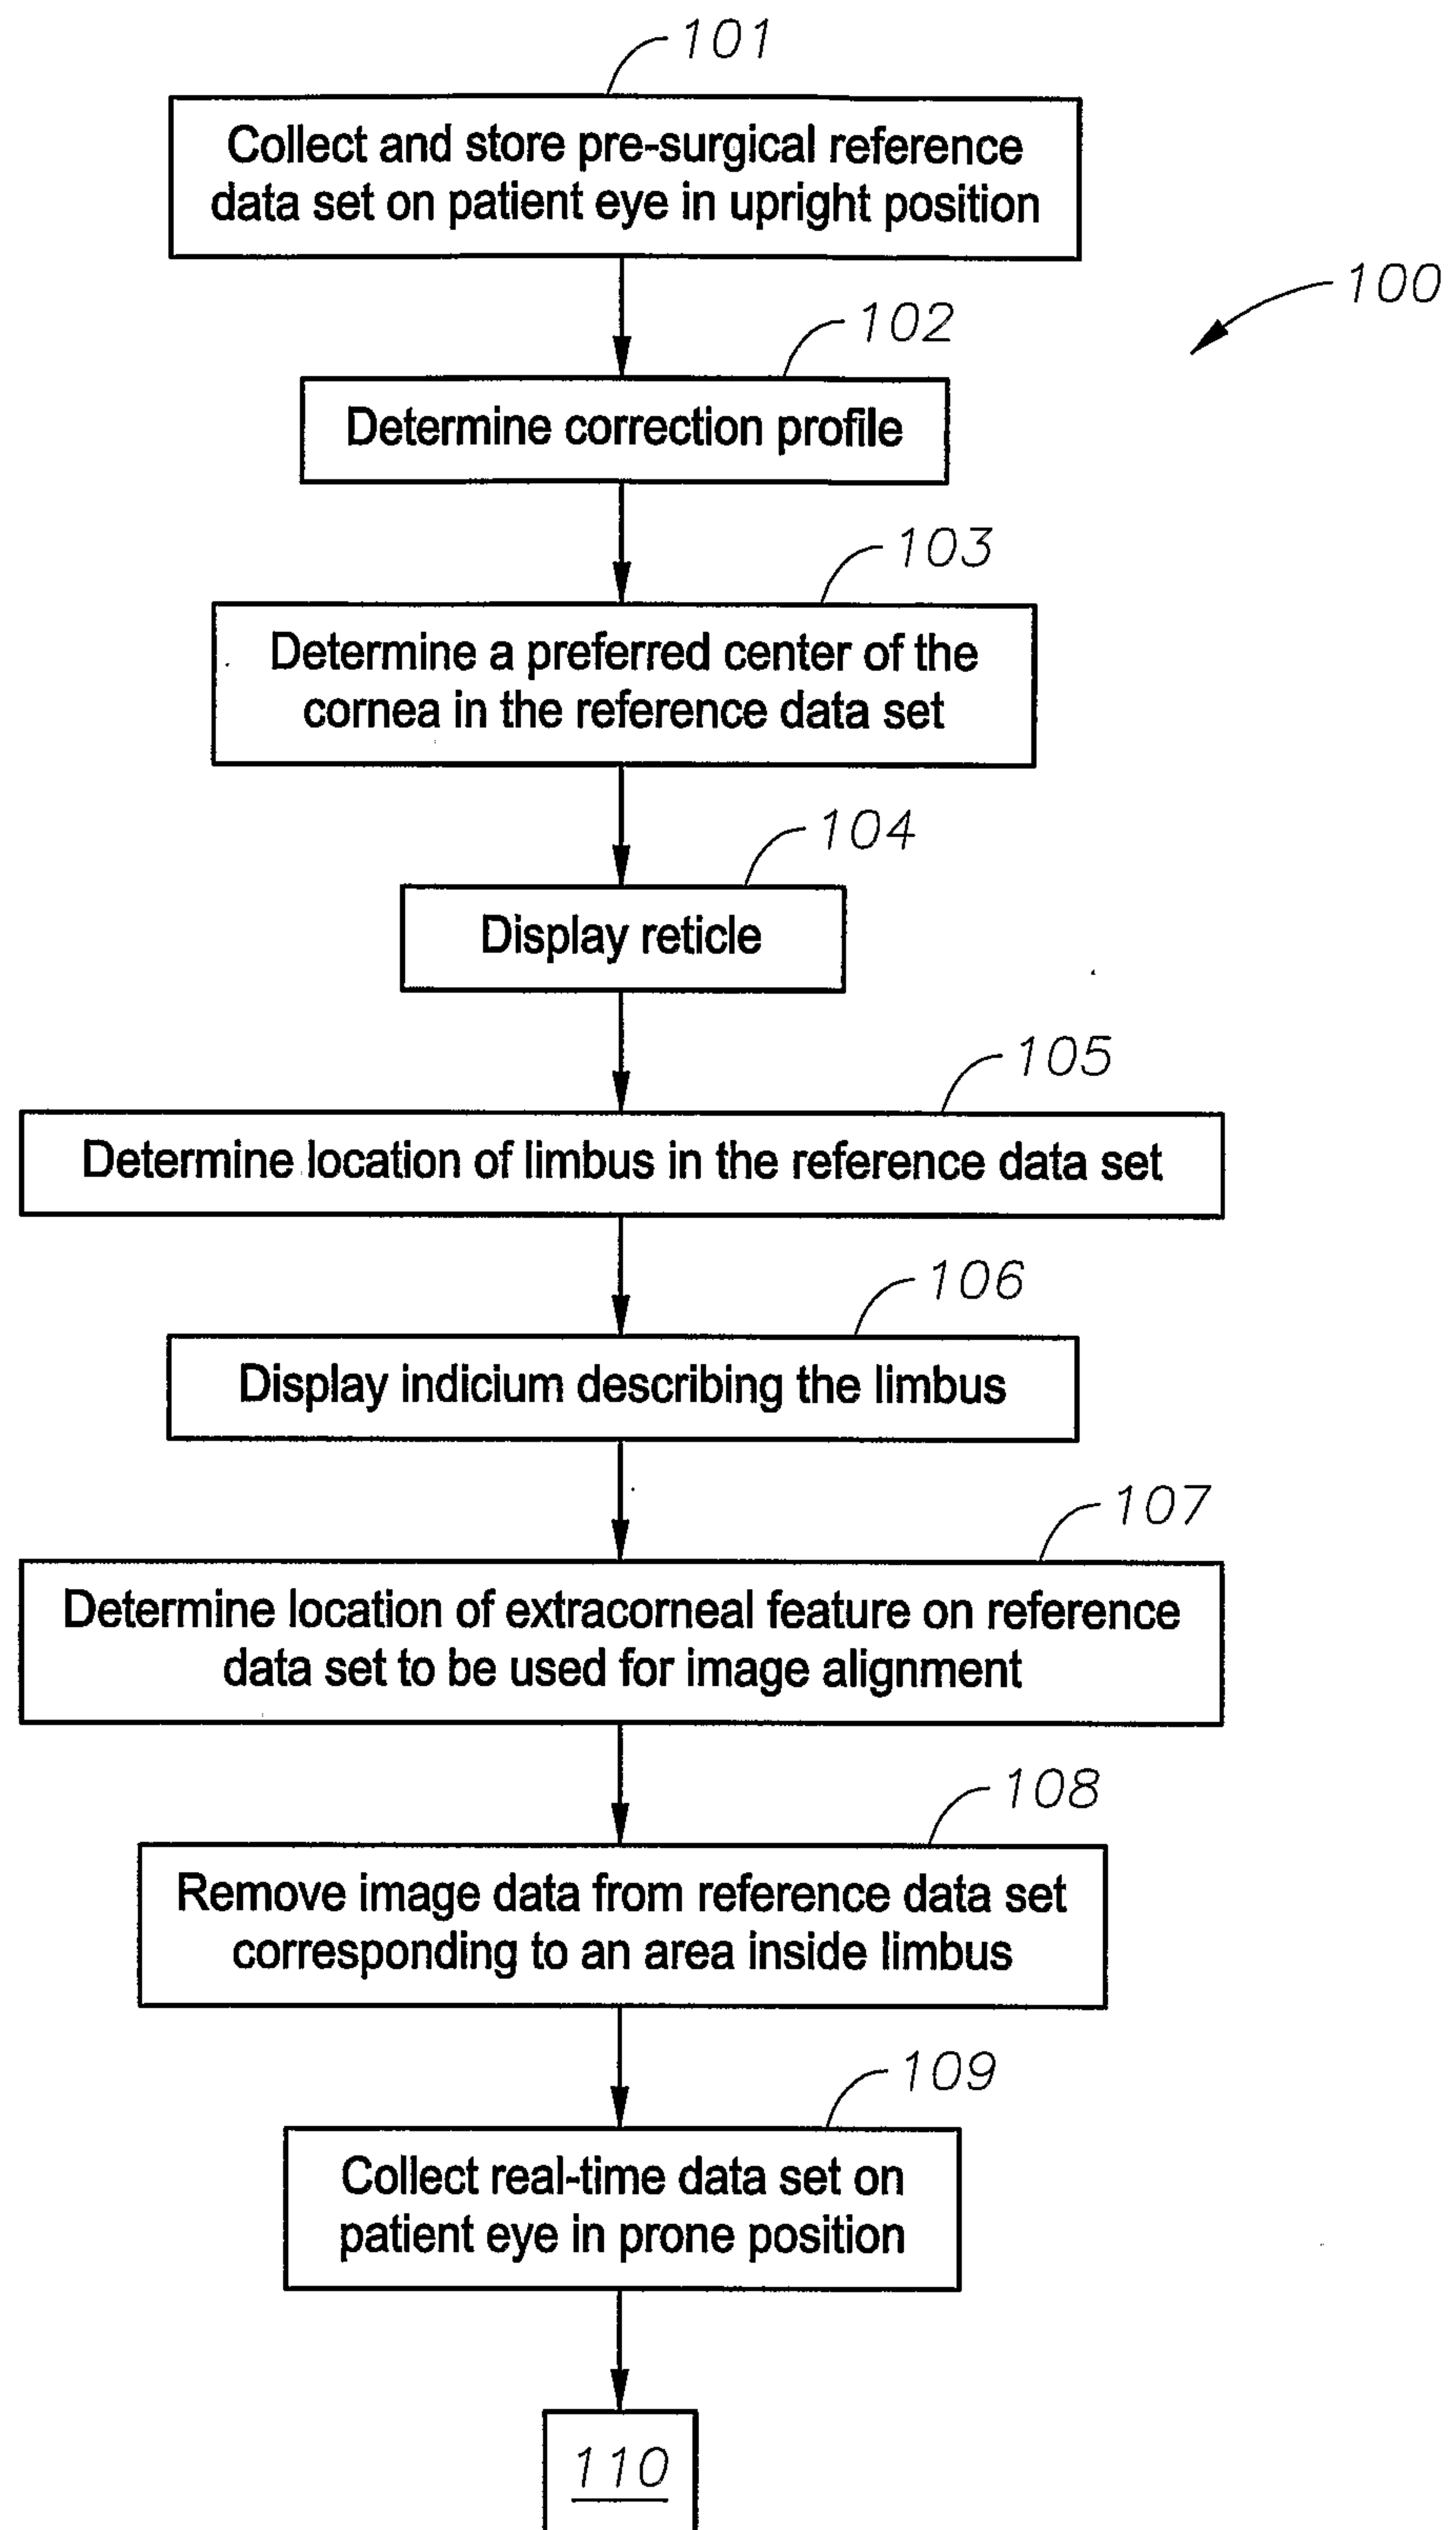 101
Collect and store pre-surgical reference
data set on patient eye in upright position
100
102
Determine correction profile
103
Determine a preferred center of the
cornea in the reference data set
104
Display reticle
105
Determine location of limbus in the reference data set
106
Display indicium describing the limbus
107
Determine location of extracorneal feature on reference
data set to be used for image alignment
108
Remove image data from reference data set
corresponding to an area inside limbus
109
Collect real-time data set on
patient eye in prone position
110